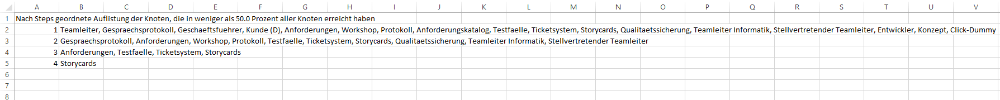 A B C D E F G H I J K L M N O P Q R S T U V
1 Nach Steps geordnete Auflistung der Knoten, die in weniger als 50.0 Prozent aller Knoten erreicht haben
2 1 Teamleiter, Gespraechsprotokoll, Geschaeftsfuehrer, Kunde (D), Anforderungen, Workshop, Protokoll, Anforderungskatalog, Testfaelle, Ticketsystem, Storycards, Qualitaetssicherung, Teamleiter Informatik, Stellvertretender Teamleiter, Entwickler, Konzept, Click-Dummy
3 2 Gespraechsprotokoll, Anforderungen, Workshop, Protokoll, Testfaelle, Ticketsystem, Storycards, Qualitaetssicherung, Teamleiter Informatik, Stellvertretender Teamleiter
4 3 Anforderungen, Testfaelle, Ticketsystem, Storycards
5 4 Storycards
6
7
8